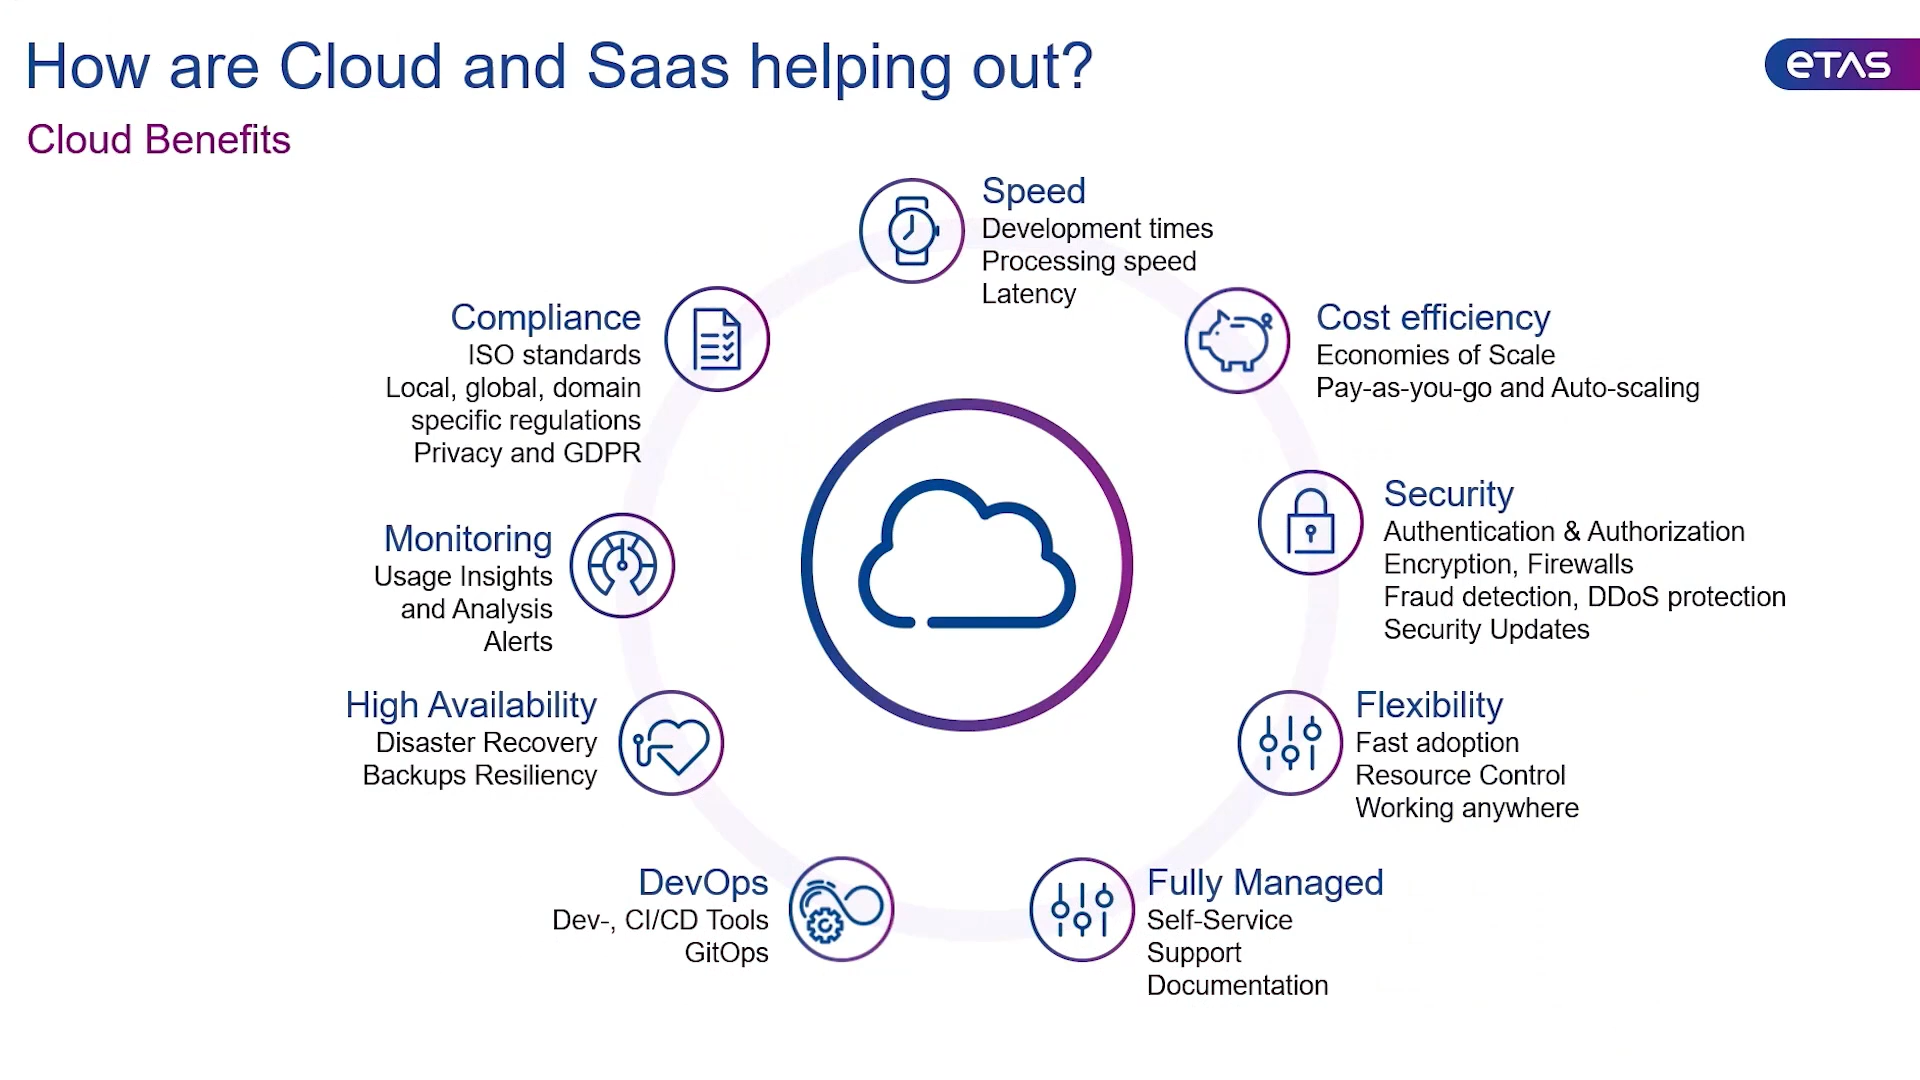 How are Cloud and Saas helping out?
eTAS
Cloud Benefits
Speed
Development times
Processing speed
Latency
Cost efficiency
Economies of Scale
Pay-as-you-go and Auto-scaling
Security
Authentication & Authorization
Encryption, Firewalls
Fraud detection, DDoS protection
Security Updates
Flexibility
Fast adoption
Resource Control
Working anywhere
Fully Managed
Self-Service
Support
Documentation
DevOps
Dev-, CI/CD Tools
GitOps
High Availability
Disaster Recovery
Backups Resiliency
Monitoring
Usage Insights
and Analysis
Alerts
Compliance
ISO standards
Local, global, domain
specific regulations
Privacy and GDPR